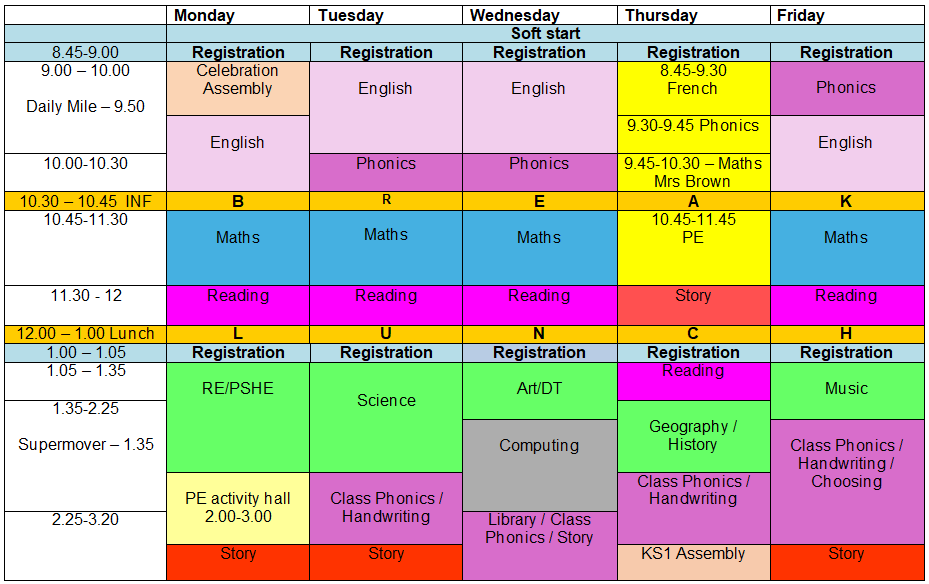 Monday Tuesday Wednesday Thursday Friday
Soft start
8.45-9.00 Registration Registration Registration Registration Registration
9.00 – 10.00
Daily Mile – 9.50
Celebration
Assembly
English
English
English
8.45-9.30
French
9.30-9.45 Phonics
Phonics
English
10.00-10.30
Phonics
Phonics
9.45-10.30 – Maths
Mrs Brown
10.30 – 10.45 INF B R E A K
10.45-11.30
Maths
Maths
Maths
10.45-11.45
PE
Maths
11.30 - 12 Reading Reading Reading Story Reading
12.00 – 1.00 Lunch L U N C H
1.00 – 1.05 Registration Registration Registration Registration Registration
1.05 – 1.35
RE/PSHE
Science
Art/DT
Reading
Music
1.35-2.25
Supermover – 1.35
Computing
Geography /
History
Class Phonics /
Handwriting /
Choosing
PE activity hall
2.00-3.00
Class Phonics /
Handwriting
Class Phonics /
Handwriting
2.25-3.20
Library / Class
Phonics / Story
Story Story KS1 Assembly Story